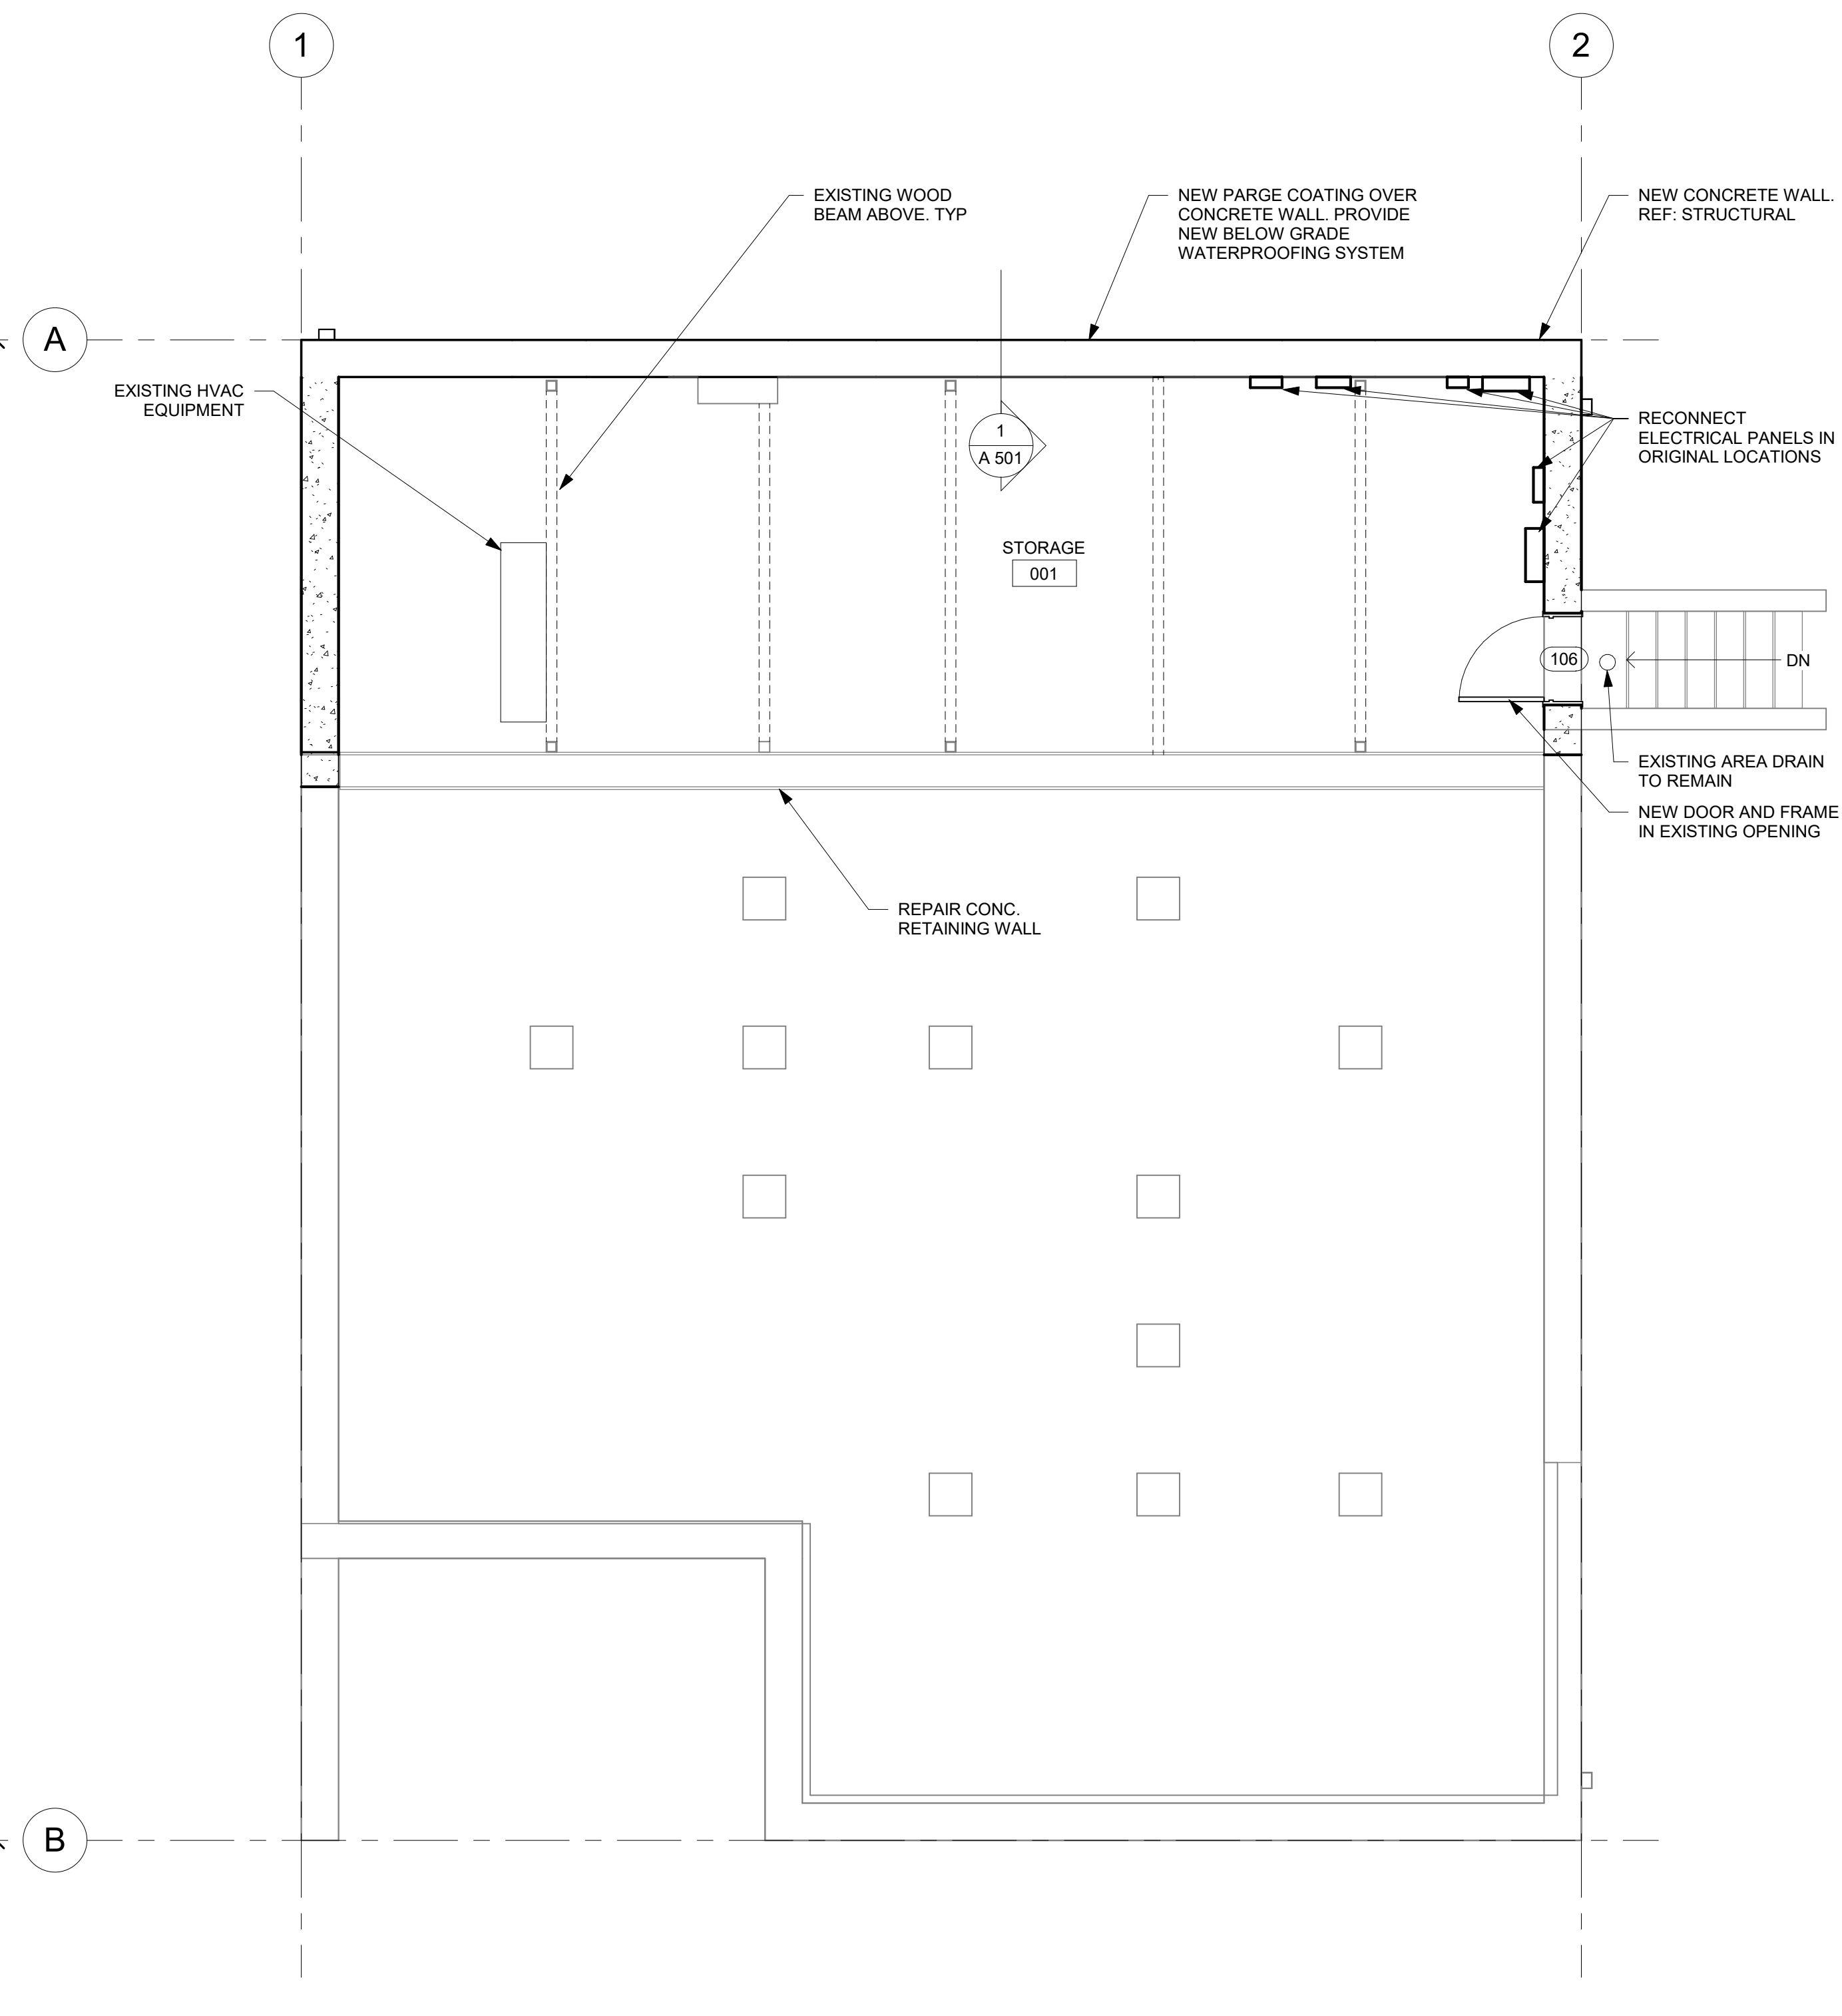 1
2
EXISTING WOOD
BEAM ABOVE. TYP
NEW PARGE COATING OVER
CONCRETE WALL. PROVIDE
NEW BELOW GRADE
WATERPROOFING SYSTEM
NEW CONCRETE WALL.
REF: STRUCTURAL
A
EXISTING HVAC
EQUIPMENT
1
A 501
RECONNECT
ELECTRICAL PANELS IN
ORIGINAL LOCATIONS
STORAGE
001
106
DN
EXISTING AREA DRAIN
TO REMAIN
NEW DOOR AND FRAME
IN EXISTING OPENING
REPAIR CONC.
RETAINING WALL
B